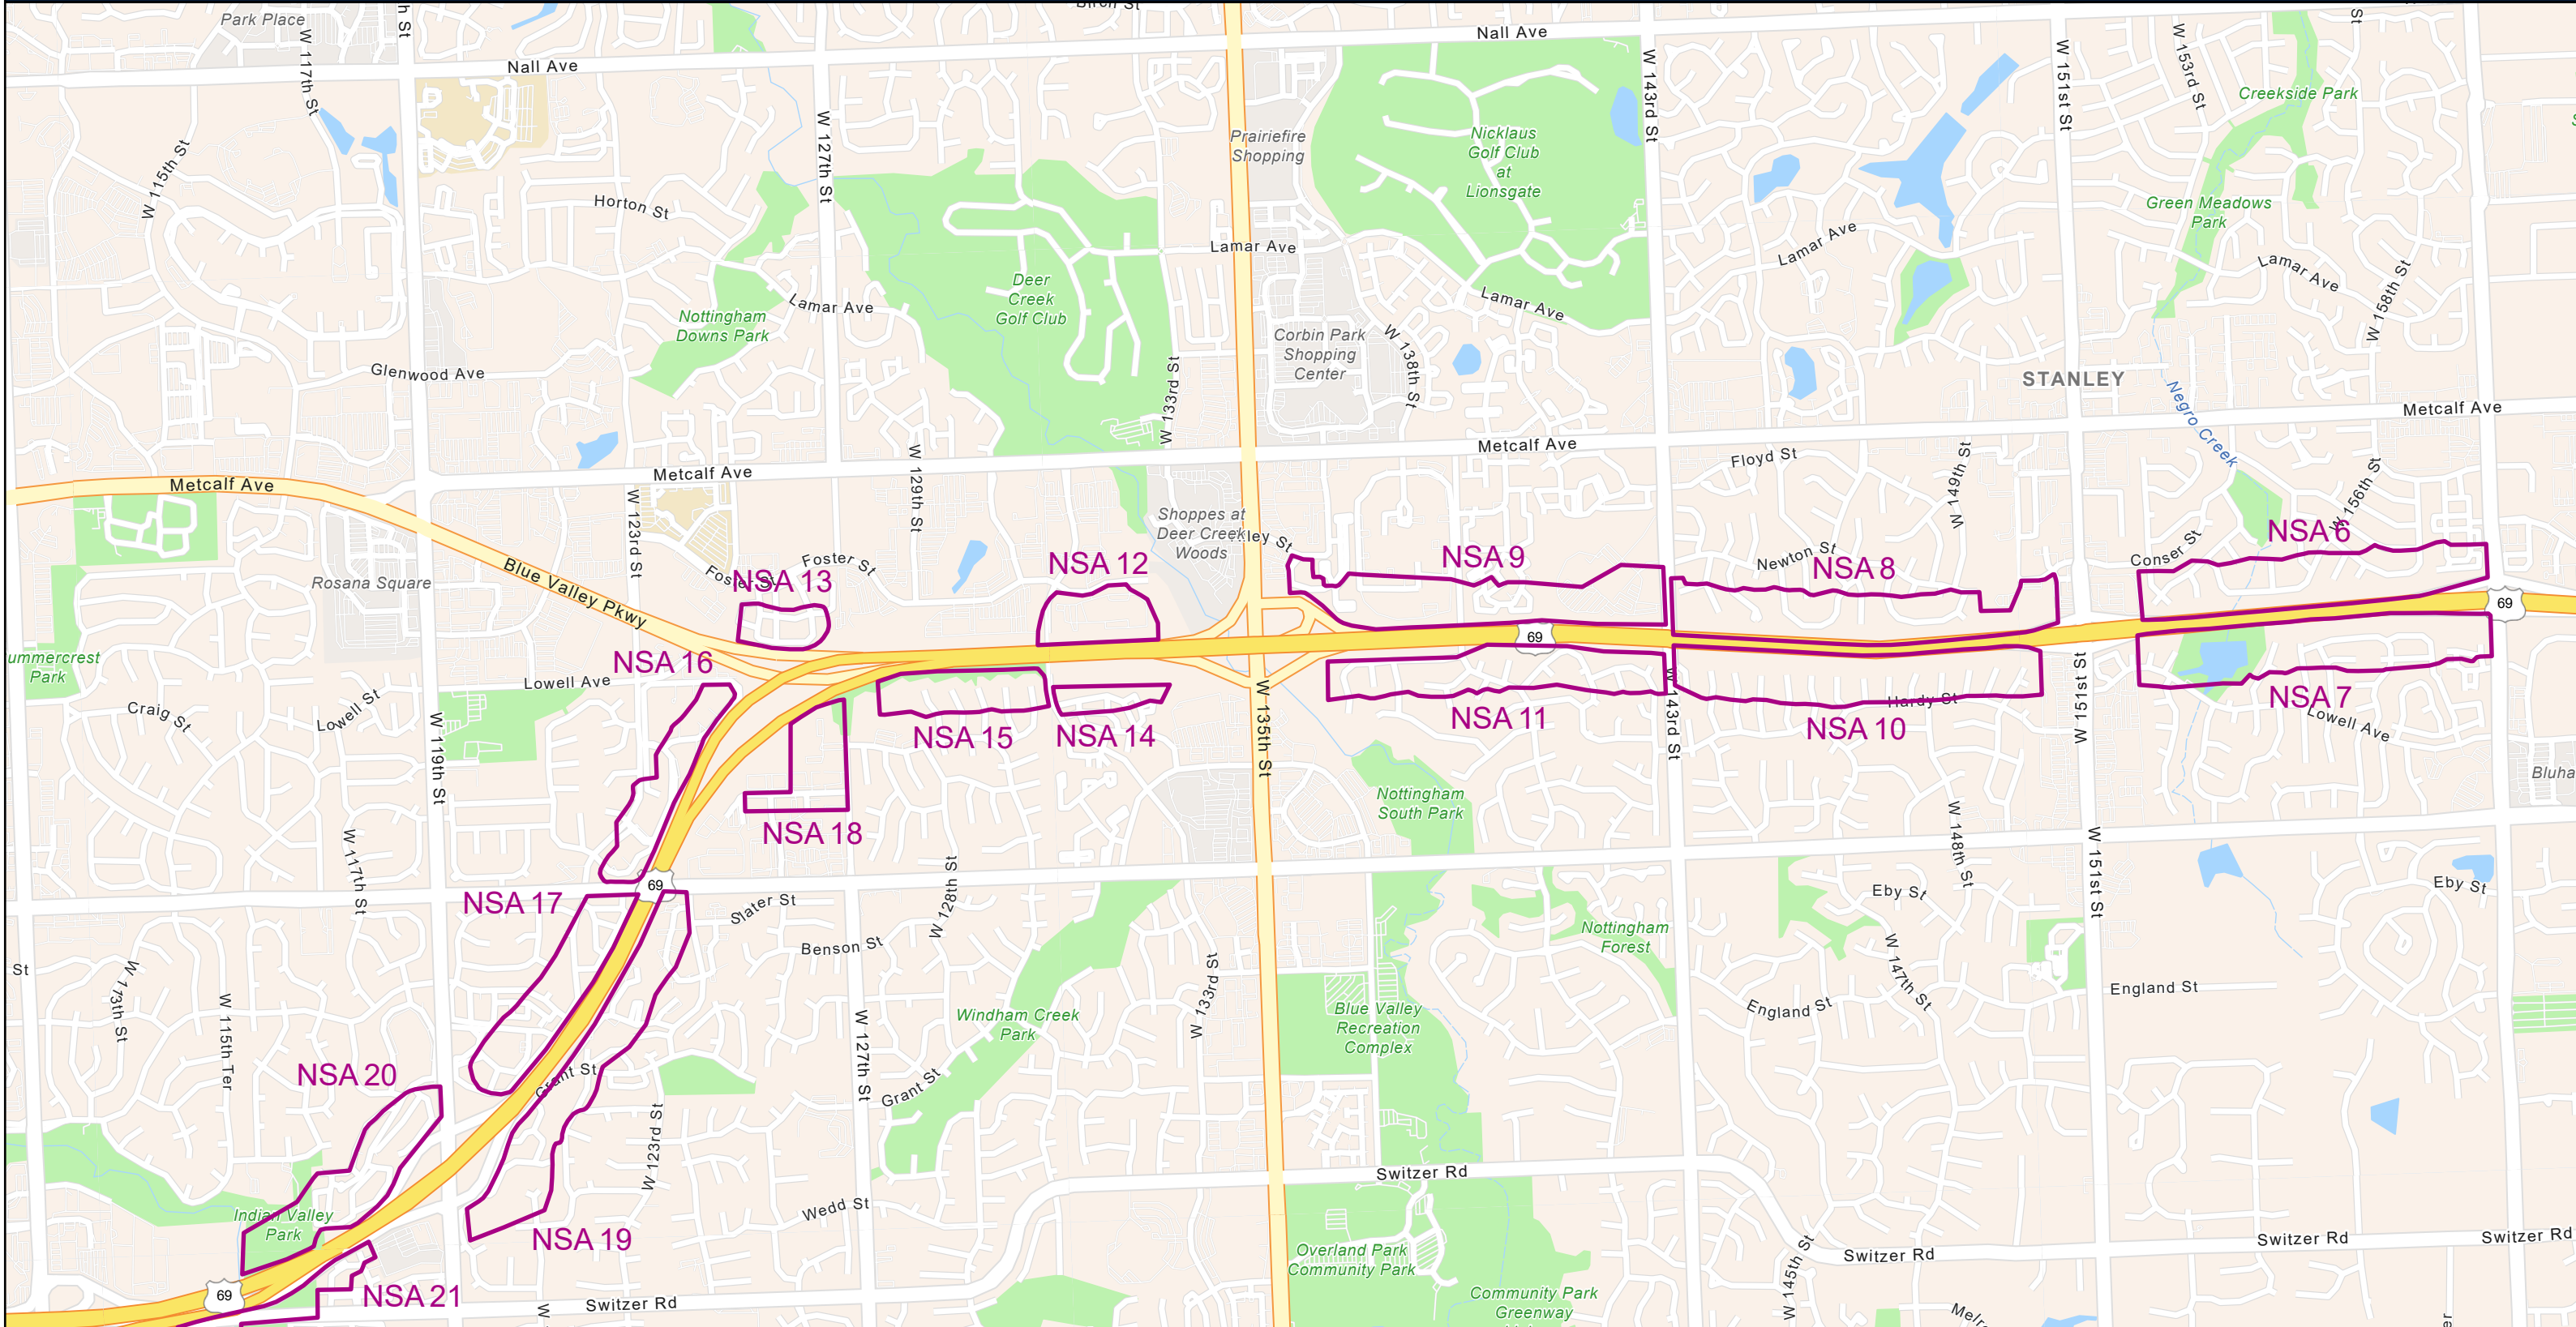 Park Place
Birch St
Nall Ave
Nall Ave
W 117th St
W 115th St
W 127th St
W 143rd St
W 151st St
W 153rd St
St
Creekside Park
Prairiefire
Shopping
Nicklaus
Golf Club
at
Lionsgate
Horton St
Green Meadows
Park
Lamar Ave
Lamar Ave
Lamar Ave
Lamar Ave
Lamar Ave
Deer
Creek
Golf Club
Nottingham
Downs Park
W 158th St
Corbin Park
Shopping
Center
W 138th St
Glenwood Ave
W 133rd St
STANLEY
Negro Creek
Metcalf Ave
Metcalf Ave
Metcalf Ave
Metcalf Ave
W 129th St
Floyd St
W 149th St
W 156th St
W 123rd St
Shoppes at
Deer Creek
Woods
ley St
NSA 6
NSA 9
Newton St
NSA 8
Conser St
NSA 12
Foster St
Foster St
NSA 13
Rosana Square
Blue Valley Pkwy
69
69
ummercrest
Park
NSA 16
Lowell Ave
Craig St
Lowell St
W 119th St
W 135th St
W 143rd St
W 151st St
Hardy St
NSA 7
Lowell Ave
NSA 11
NSA 10
NSA 15
NSA 14
Bluha
Nottingham
South Park
NSA 18
W 117th St
W 128th St
W 148th St
W 151st St
69
Eby St
Eby St
NSA 17
Slater St
Benson St
Nottingham
Forest
W 147th St
St
W 113th St
W 115th Ter
England St
England St
Windham Creek
Park
W 133rd St
Blue Valley
Recreation
Complex
W 127th St
NSA 20
Grant St
Grant St
W 123rd St
Switzer Rd
Wedd St
Indian Valley
Park
NSA 19
Overland Park
Community Park
W 145th St
Switzer Rd
Switzer Rd
Switzer Rd
69
NSA 21
Switzer Rd
Community Park
Greenway
W